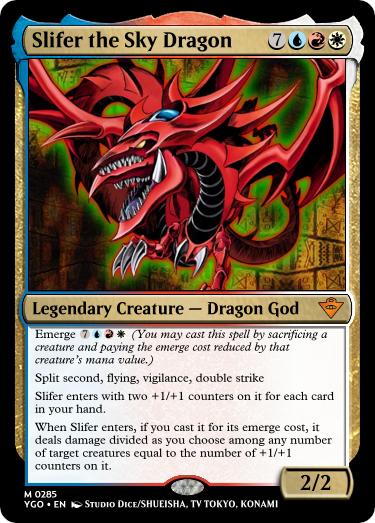 Slifer the Sky Dragon 7
Legendary Creature — Dragon God
Emerge 7 (You may cast this spell by sacrificing a
creature and paying the emerge cost reduced by that
creature's mana value.)
Split second, flying, vigilance, double strike
Slifer enters with two +1/+1 counters on it for each card
in your hand.
When Slifer enters, if you cast it for its emerge cost, it
deals damage divided as you choose among any number
of target creatures equal to the number of +1/+1
counters on it.
2/2
M 0285
YGO • EN STUDIO DICE/SHUEISHA, TV TOKYO, KONAMI